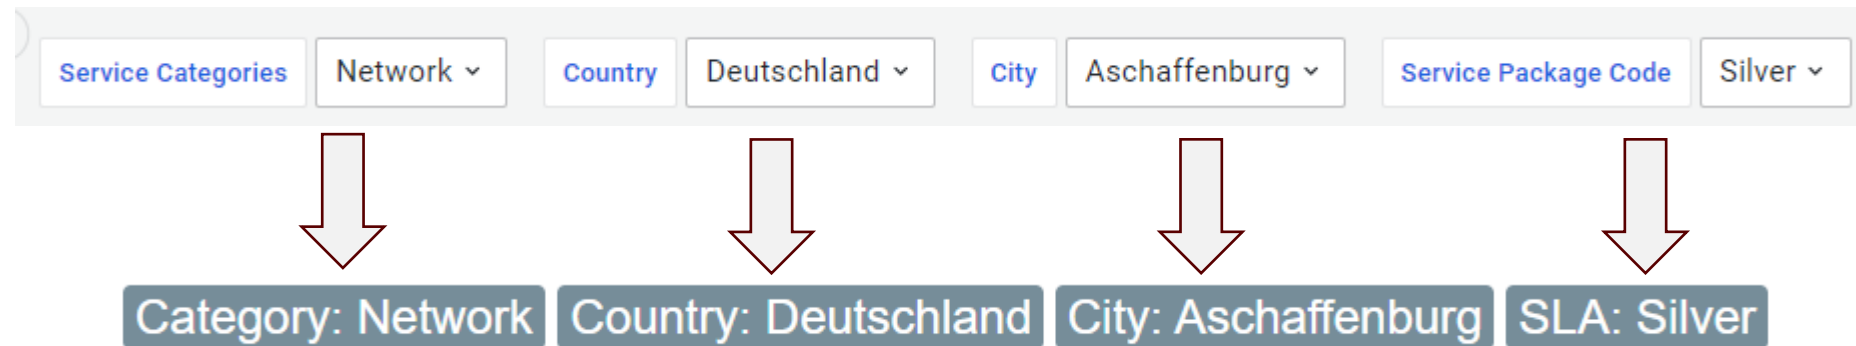 Service Categories Network Country Deutschland City Aschaffenburg Service Package Code Silver
Category: Network Country: Deutschland City: Aschaffenburg SLA: Silver